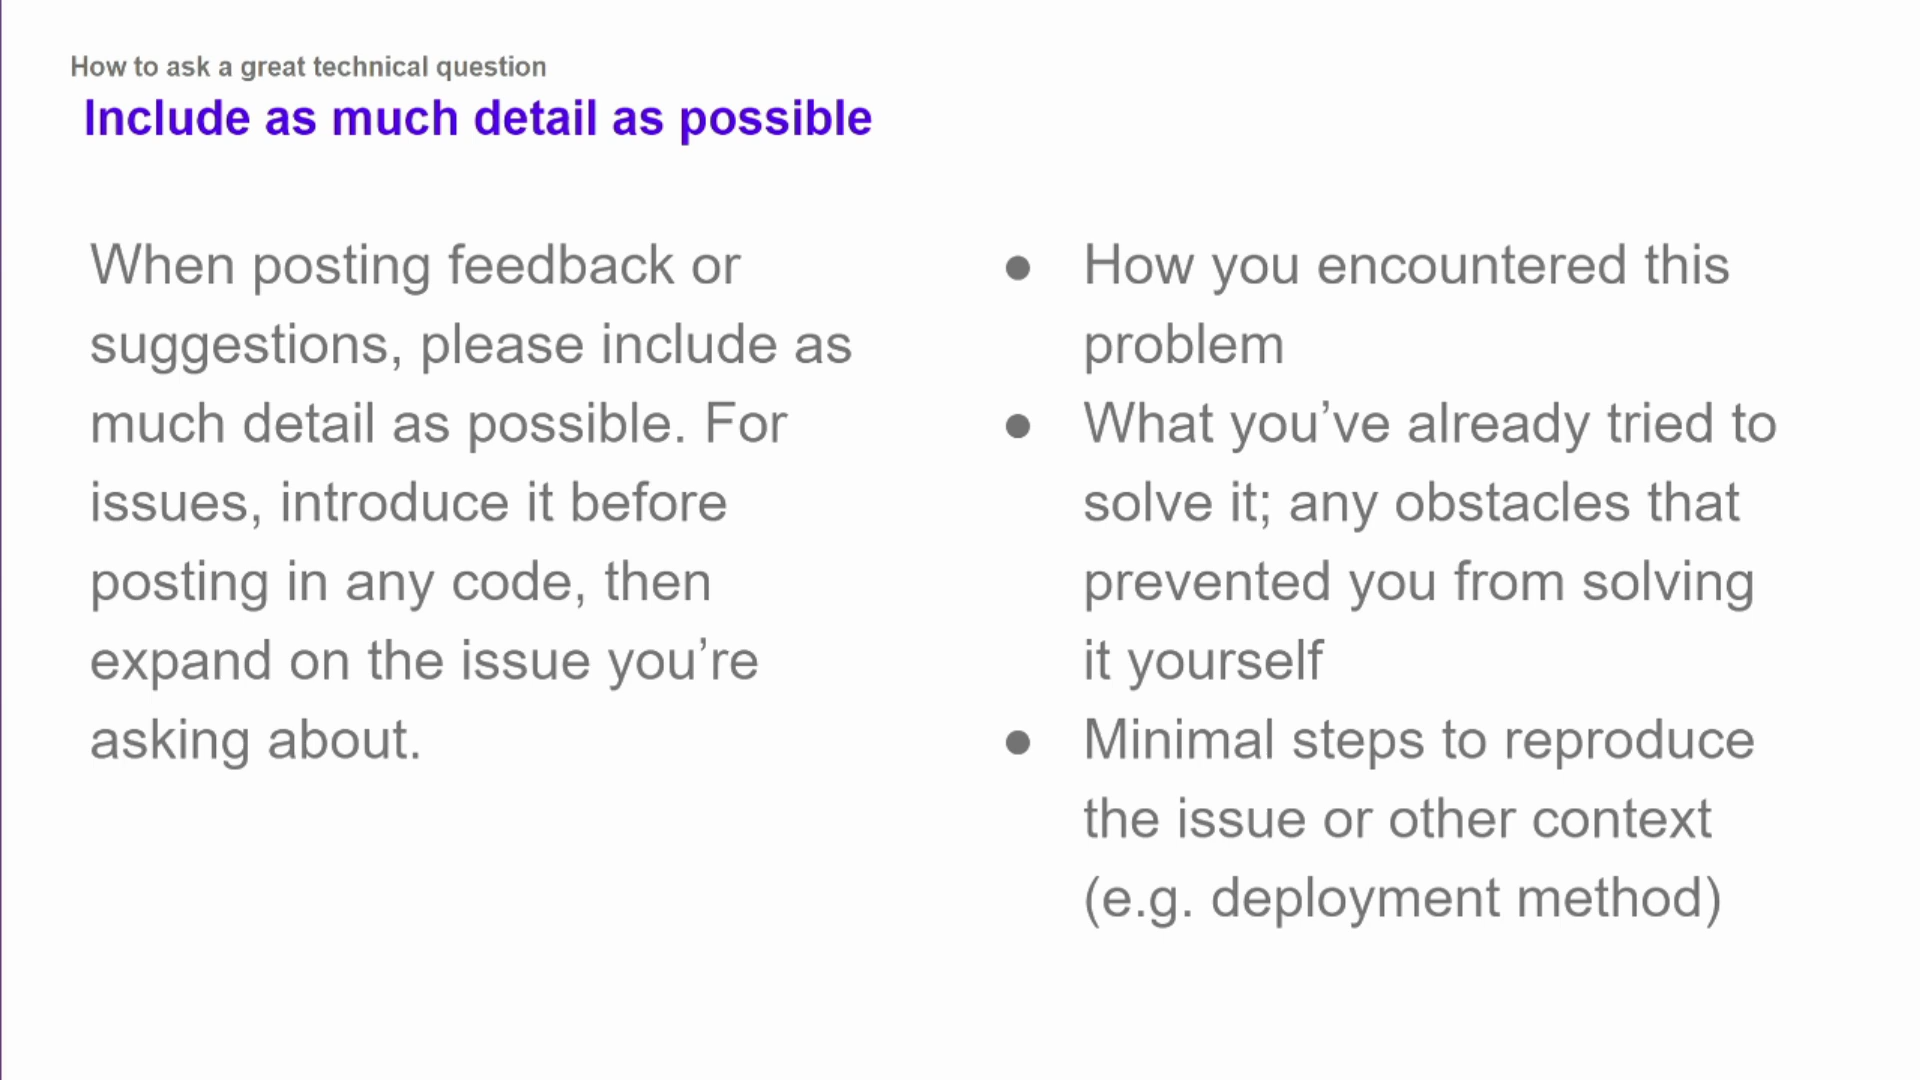 How to ask a great technical question
Include as much detail as possible
When posting feedback or
suggestions, please include as
much detail as possible. For
issues, introduce it before
posting in any code, then
expand on the issue you’re
asking about.
● How you encountered this
problem
● What you’ve already tried to
solve it; any obstacles that
prevented you from solving
it yourself
● Minimal steps to reproduce
the issue or other context
(e.g. deployment method)